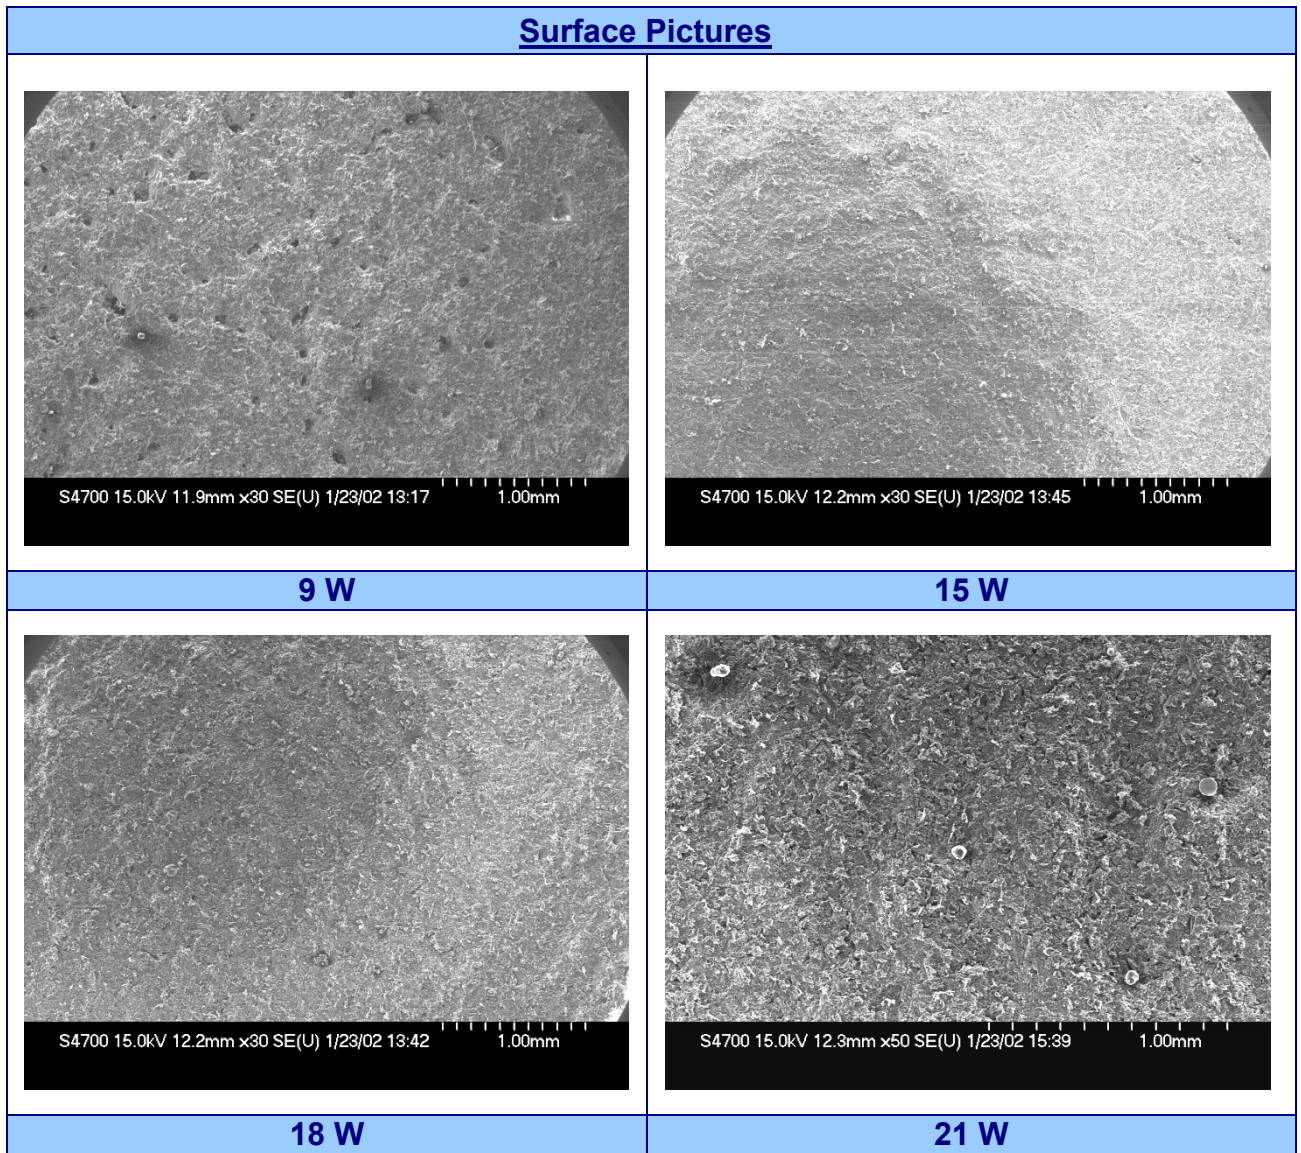 Surface Pictures
S4700 15.0kV 11.9mm x30 SE(U) 1/23/02 13:17 1.00mm
S4700 15.0kV 12.2mm x30 SE(U) 1/23/02 13:45 1.00mm
9 W
15 W
S4700 15.0kV 12.2mm x30 SE(U) 1/23/02 13:42 1.00mm
S4700 15.0kV 12.3mm x50 SE(U) 1/23/02 15:39 1.00mm
18 W
21 W